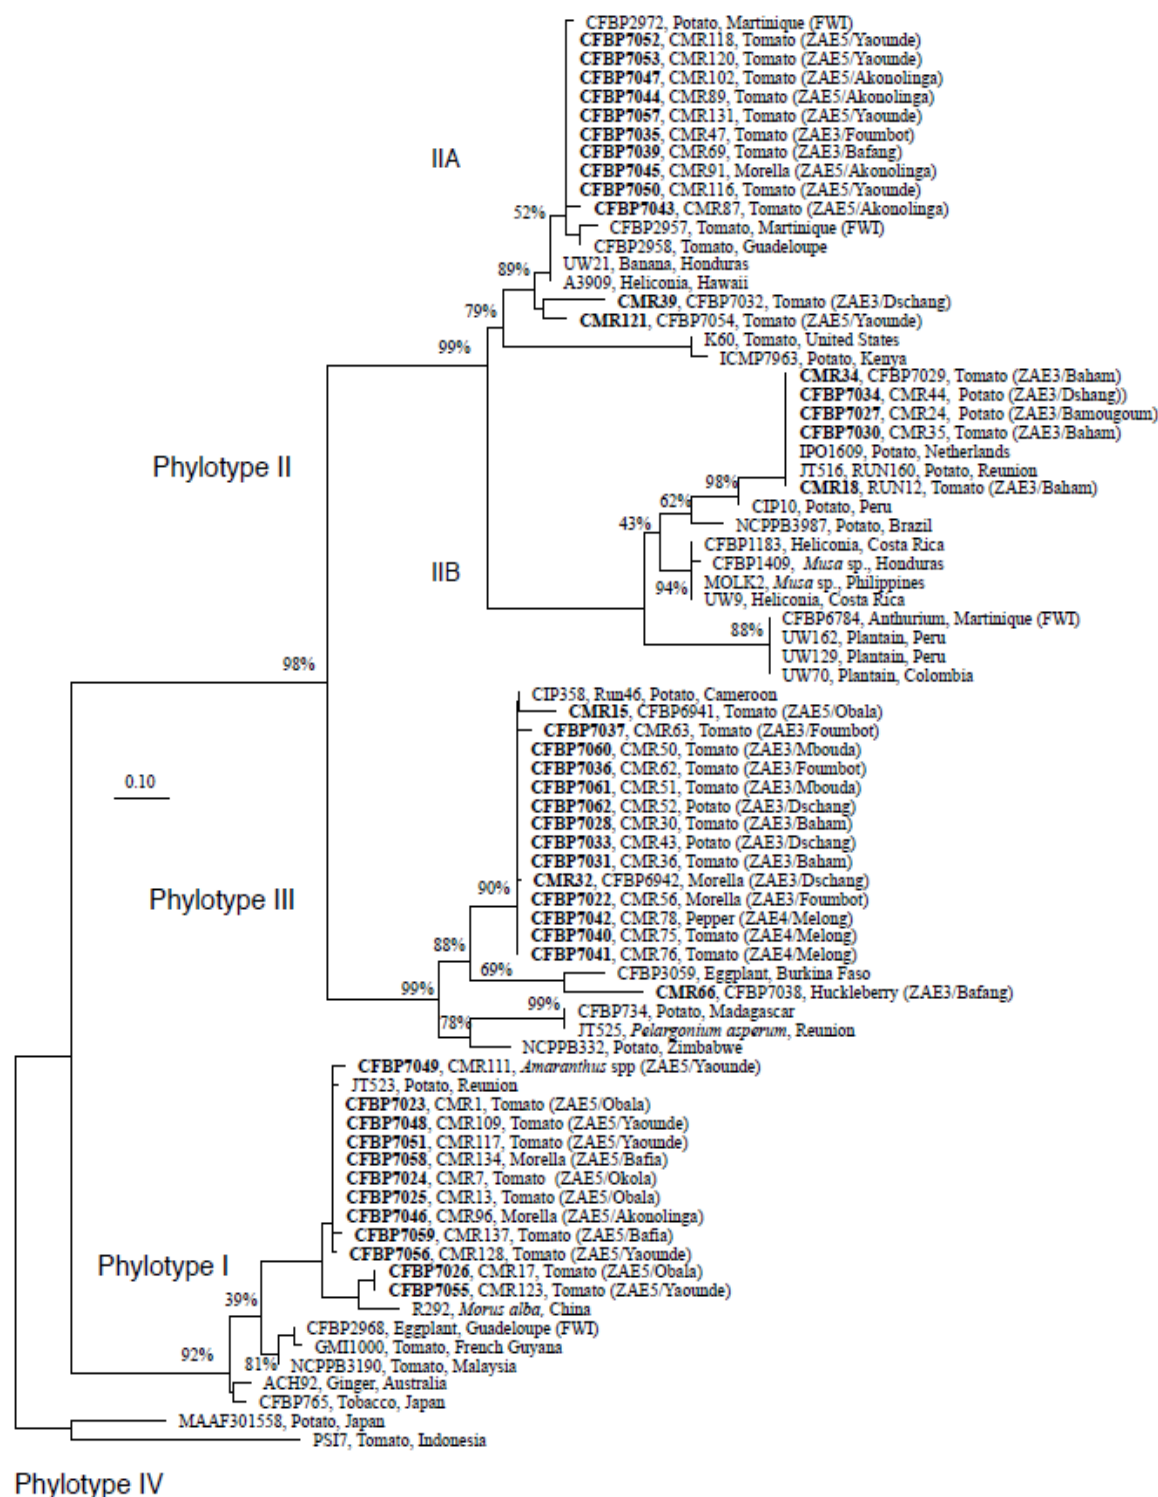 CFBP2972, Potato, Martinique (FWI)
CFBP7052, CMR118, Tomato (ZAE5/Yaounde)
CFBP7053, CMR120, Tomato (ZAE5/Yaounde)
CFBP7047, CMR102, Tomato (ZAE5/Akonolinga)
CFBP7044, CMR89, Tomato (ZAE5/Akonolinga)
CFBP7057, CMR131, Tomato (ZAE5/Yaounde)
CFBP7035, CMR47, Tomato (ZAE3/Foumbot)
CFBP7039, CMR69, Tomato (ZAE3/Bafang)
IIA
CFBP7045, CMR91, Morella (ZAE5/Akonolinga)
CFBP7050, CMR116, Tomato (ZAE5/Yaounde)
CFBP7043, CMR87, Tomato (ZAE5/Akonolinga)
52%
CFBP2957, Tomato, Martinique (FWI)
CFBP2958, Tomato, Guadeloupe
UW21, Banana, Honduras
89%
A3909, Heliconia, Hawaii
CMR39, CFBP7032, Tomato (ZAE3/Dschang)
79%
CMR121, CFBP7054, Tomato (ZAE5/Yaounde)
K60, Tomato, United States
99%
ICMP7963, Potato, Kenya
CMR34, CFBP7029, Tomato (ZAE3/Baham)
CFBP7034, CMR44, Potato (ZAE3/Dshang))
CFBP7027, CMR24, Potato (ZAE3/Bamougoum)
CFBP7030, CMR35, Tomato (ZAE3/Baham)
IPO1609, Potato, Netherlands
Phylotype II
JT516, RUN160, Potato, Reunion
98%
CMR18, RUN12, Tomato (ZAE3/Baham)
62%
CIP10, Potato, Peru
43%
NCPPB3987, Potato, Brazil
CFBP1183, Heliconia, Costa Rica
CFBP1409, Musa sp., Honduras
IIB
MOLK2, Musa sp., Philippines
94%
UW9, Heliconia, Costa Rica
CFBP6784, Anthurium, Martinique (FWI)
88%
UW162, Plantain, Peru
UW129, Plantain, Peru
98%
UW70, Plantain, Colombia
CIP358, Run46, Potato, Cameroon
CMR15, CFBP6941, Tomato (ZAE5/Obala)
CFBP7037, CMR63, Tomato (ZAE3/Foumbot)
CFBP7060, CMR50, Tomato (ZAE3/Mbouda)
CFBP7036, CMR62, Tomato (ZAE3/Foumbot)
0.10
CFBP7061, CMR51, Tomato (ZAE3/Mbouda)
CFBP7062, CMR52, Potato (ZAE3/Dschang)
CFBP7028, CMR30, Tomato (ZAE3/Baham)
CFBP7033, CMR43, Potato (ZAE3/Dschang)
CFBP7031, CMR36, Tomato (ZAE3/Baham)
90%
CMR32, CFBP6942, Morella (ZAE3/Dschang)
Phylotype III
CFBP7022, CMR56, Morella (ZAE3/Foumbot)
CFBP7042, CMR78, Pepper (ZAE4/Melong)
CFBP7040, CMR75, Tomato (ZAE4/Melong)
88%
CFBP7041, CMR76, Tomato (ZAE4/Melong)
69%
CFBP3059, Eggplant, Burkina Faso
99%
CMR66, CFBP7038, Huckleberry (ZAE3/Bafang)
99%
CFBP734, Potato, Madagascar
78%
JT525, Pelargonium asperum, Reunion
NCPPB332, Potato, Zimbabwe
CFBP7049, CMR111, Amaranthus spp (ZAE5/Yaounde)
JT523, Potato, Reunion
CFBP7023, CMR1, Tomato (ZAE5/Obala)
CFBP7048, CMR109, Tomato (ZAE5/Yaounde)
CFBP7051, CMR117, Tomato (ZAE5/Yaounde)
CFBP7058, CMR134, Morella (ZAE5/Bafia)
CFBP7024, CMR7, Tomato (ZAE5/Okola)
CFBP7025, CMR13, Tomato (ZAE5/Obala)
CFBP7046, CMR96, Morella (ZAE5/Akonolinga)
CFBP7059, CMR137, Tomato (ZAE5/Bafia)
CFBP7056, CMR128, Tomato (ZAE5/Yaounde)
Phylotype I
CFBP7026, CMR17, Tomato (ZAE5/Obala)
CFBP7055, CMR123, Tomato (ZAE5/Yaounde)
39%
R292, Morus alba, China
CFBP2968, Eggplant, Guadeloupe (FWI)
GMI1000, Tomato, French Guyana
92%
81%
NCPPB3190, Tomato, Malaysia
ACH92, Ginger, Australia
CFBP765, Tobacco, Japan
MAAF301558, Potato, Japan
PSI7, Tomato, Indonesia
Phylotype IV